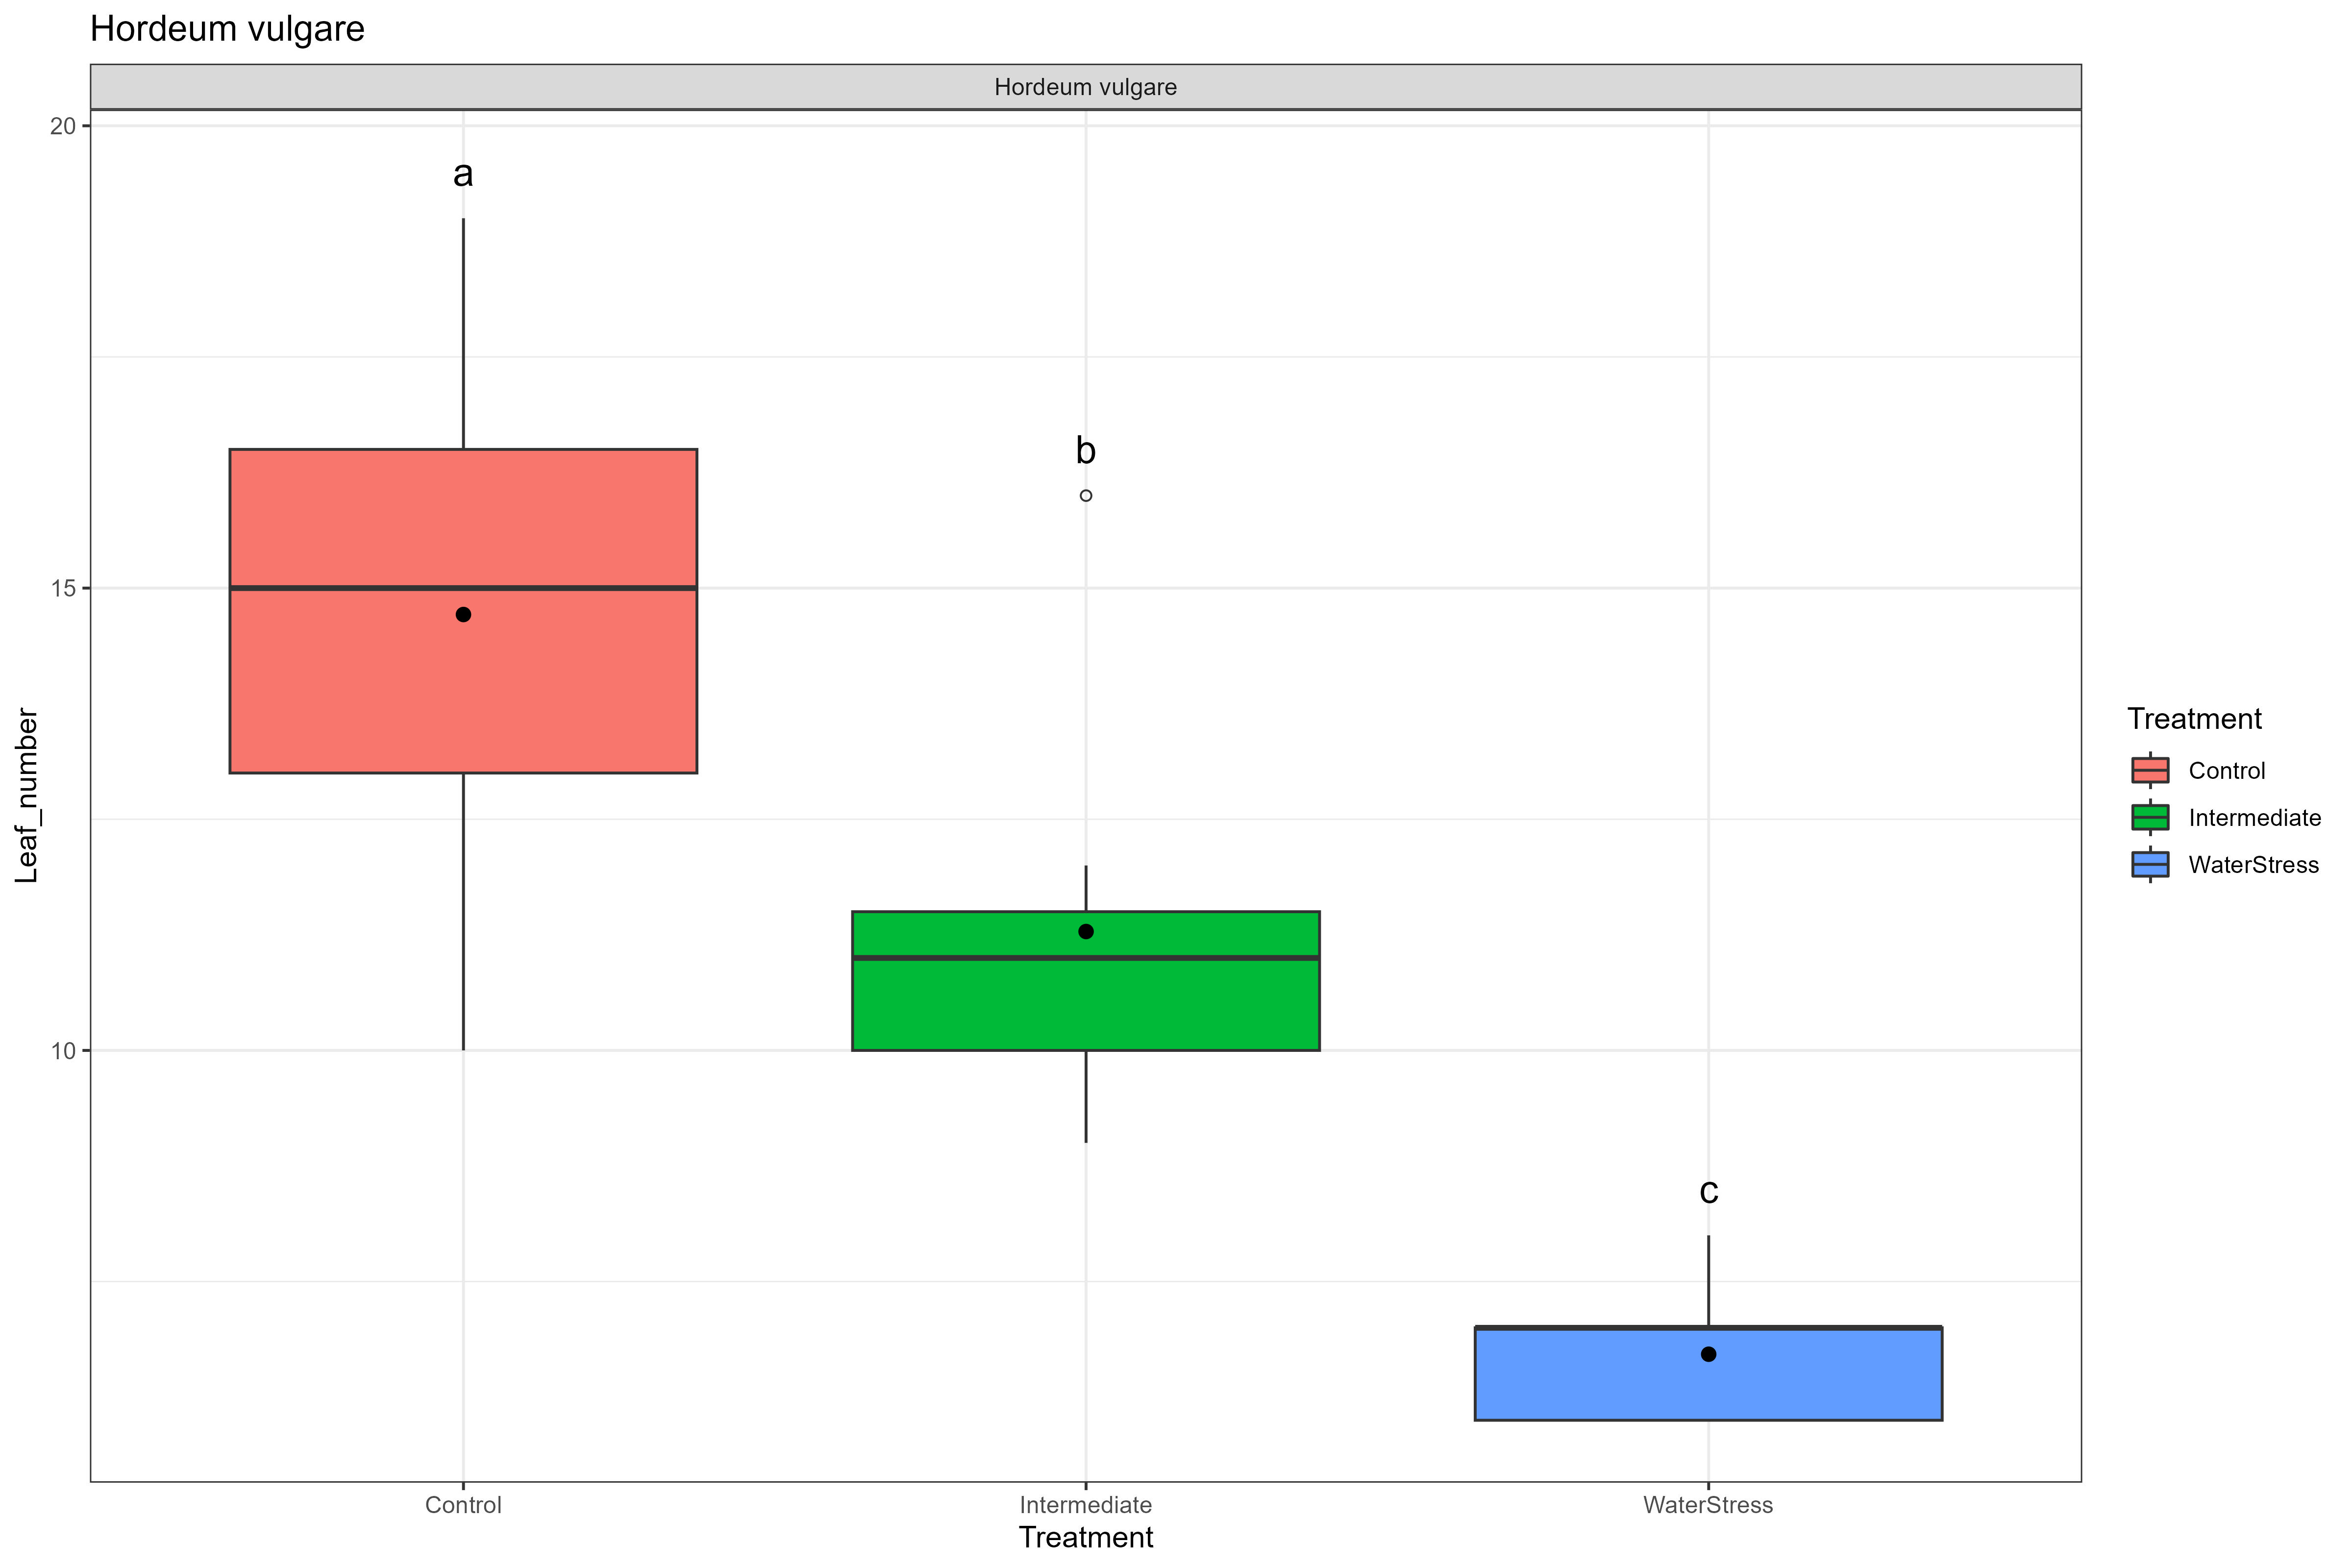 Hordeum vulgare
Hordeum vulgare
20
15
10
Leaf_number
a
b
c
Control
Intermediate
WaterStress
Treatment
Treatment
Control
Intermediate
WaterStress